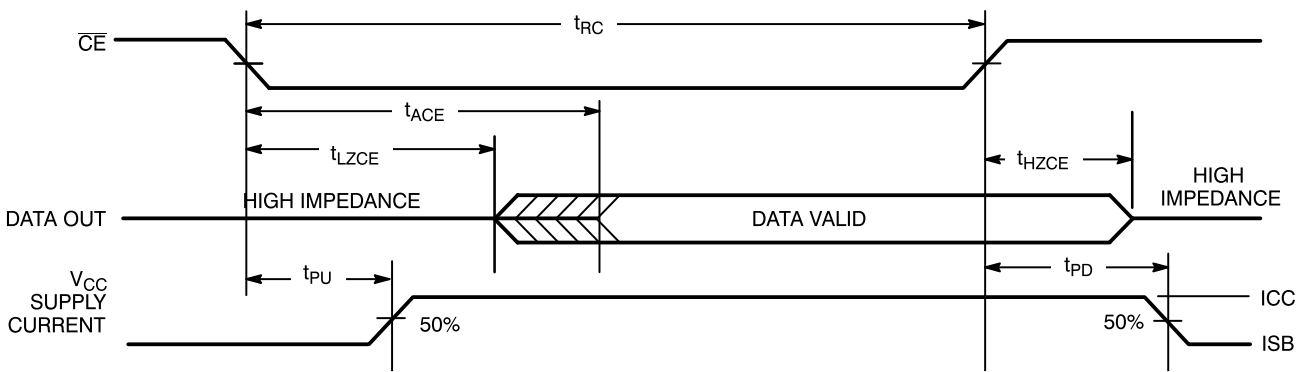 tRC
CE
tACE
tLZCE
tHZCE
HIGH IMPEDANCE
HIGH
IMPEDANCE
DATA OUT
DATA VALID
tPU
tPD
VCC
SUPPLY
CURRENT
50%
50%
ICC
ISB